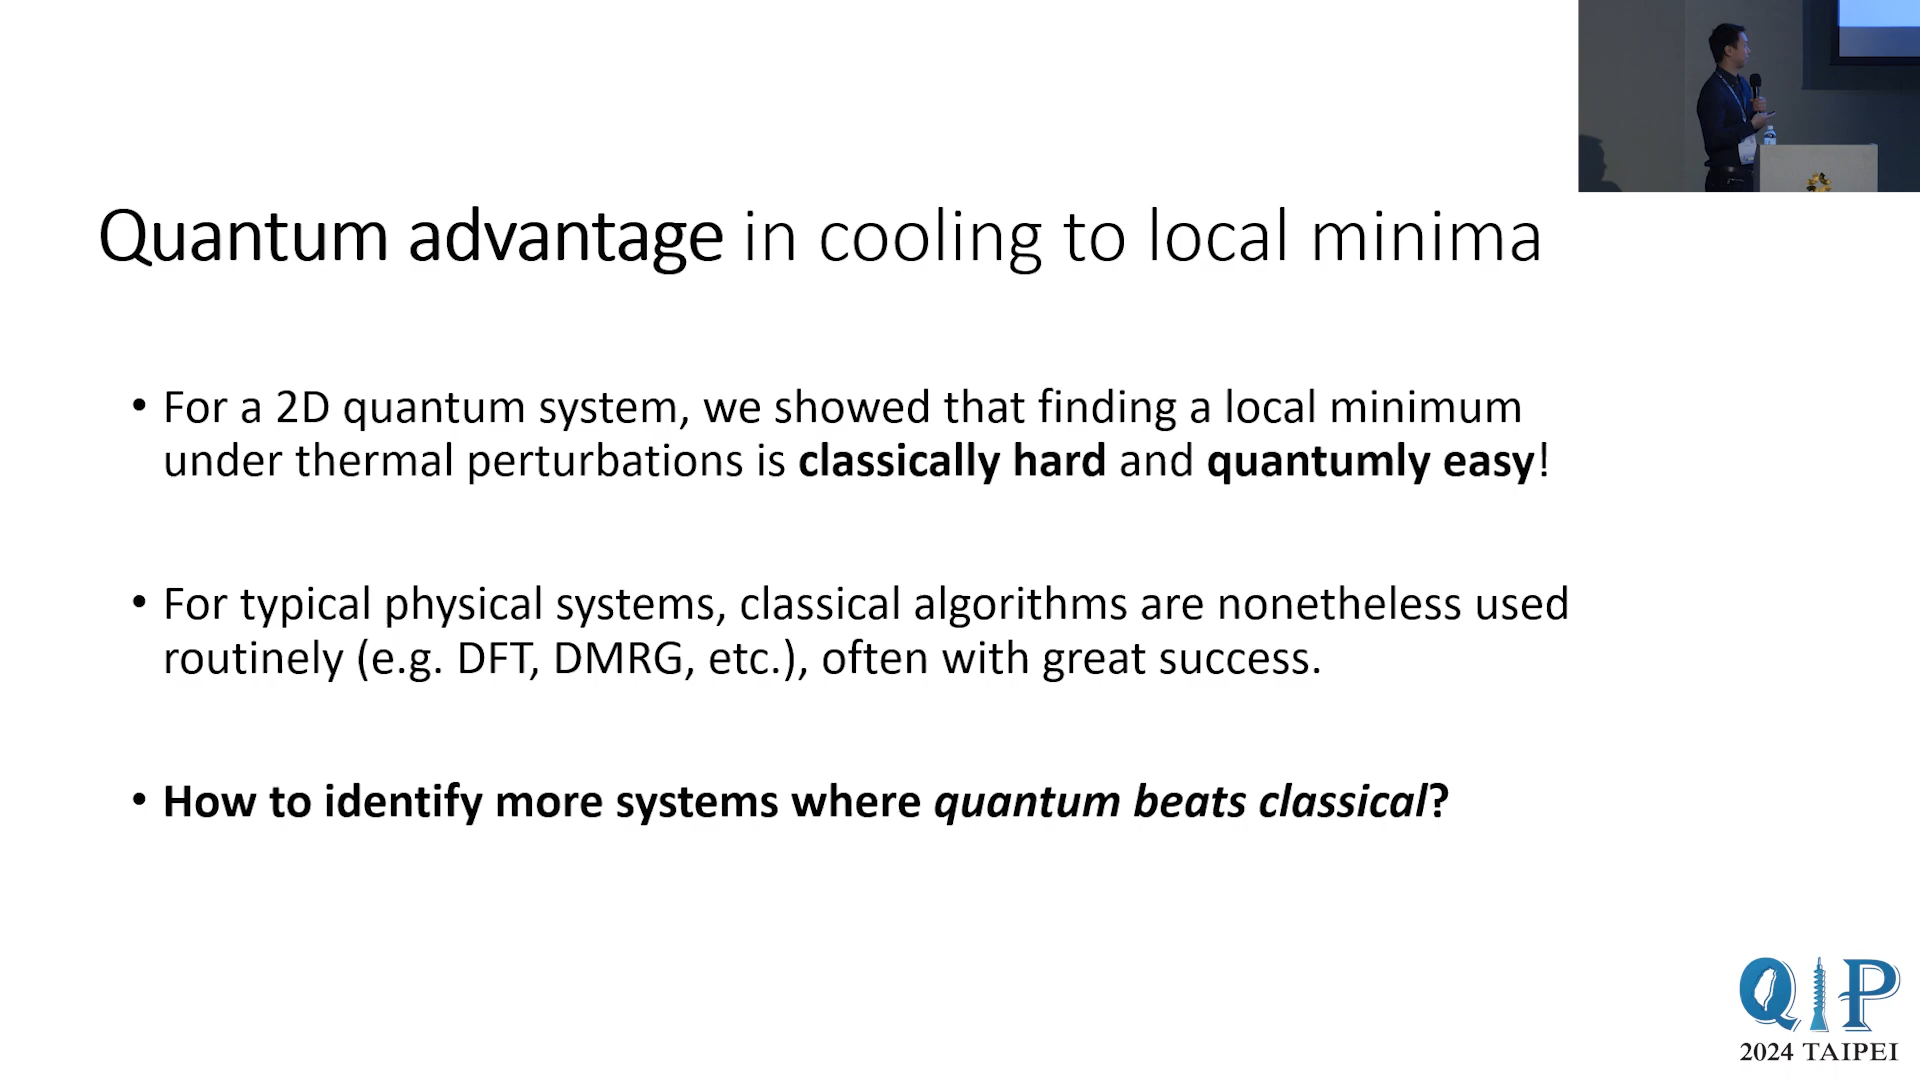 Quantum advantage in cooling to local minima
• For a 2D quantum system, we showed that finding a local minimum
under thermal perturbations is classically hard and quantumly easy!
• For typical physical systems, classical algorithms are nonetheless used
routinely (e.g. DFT, DMRG, etc.), often with great success.
• How to identify more systems where quantum beats classical?
QIP
2024 TAIPEI